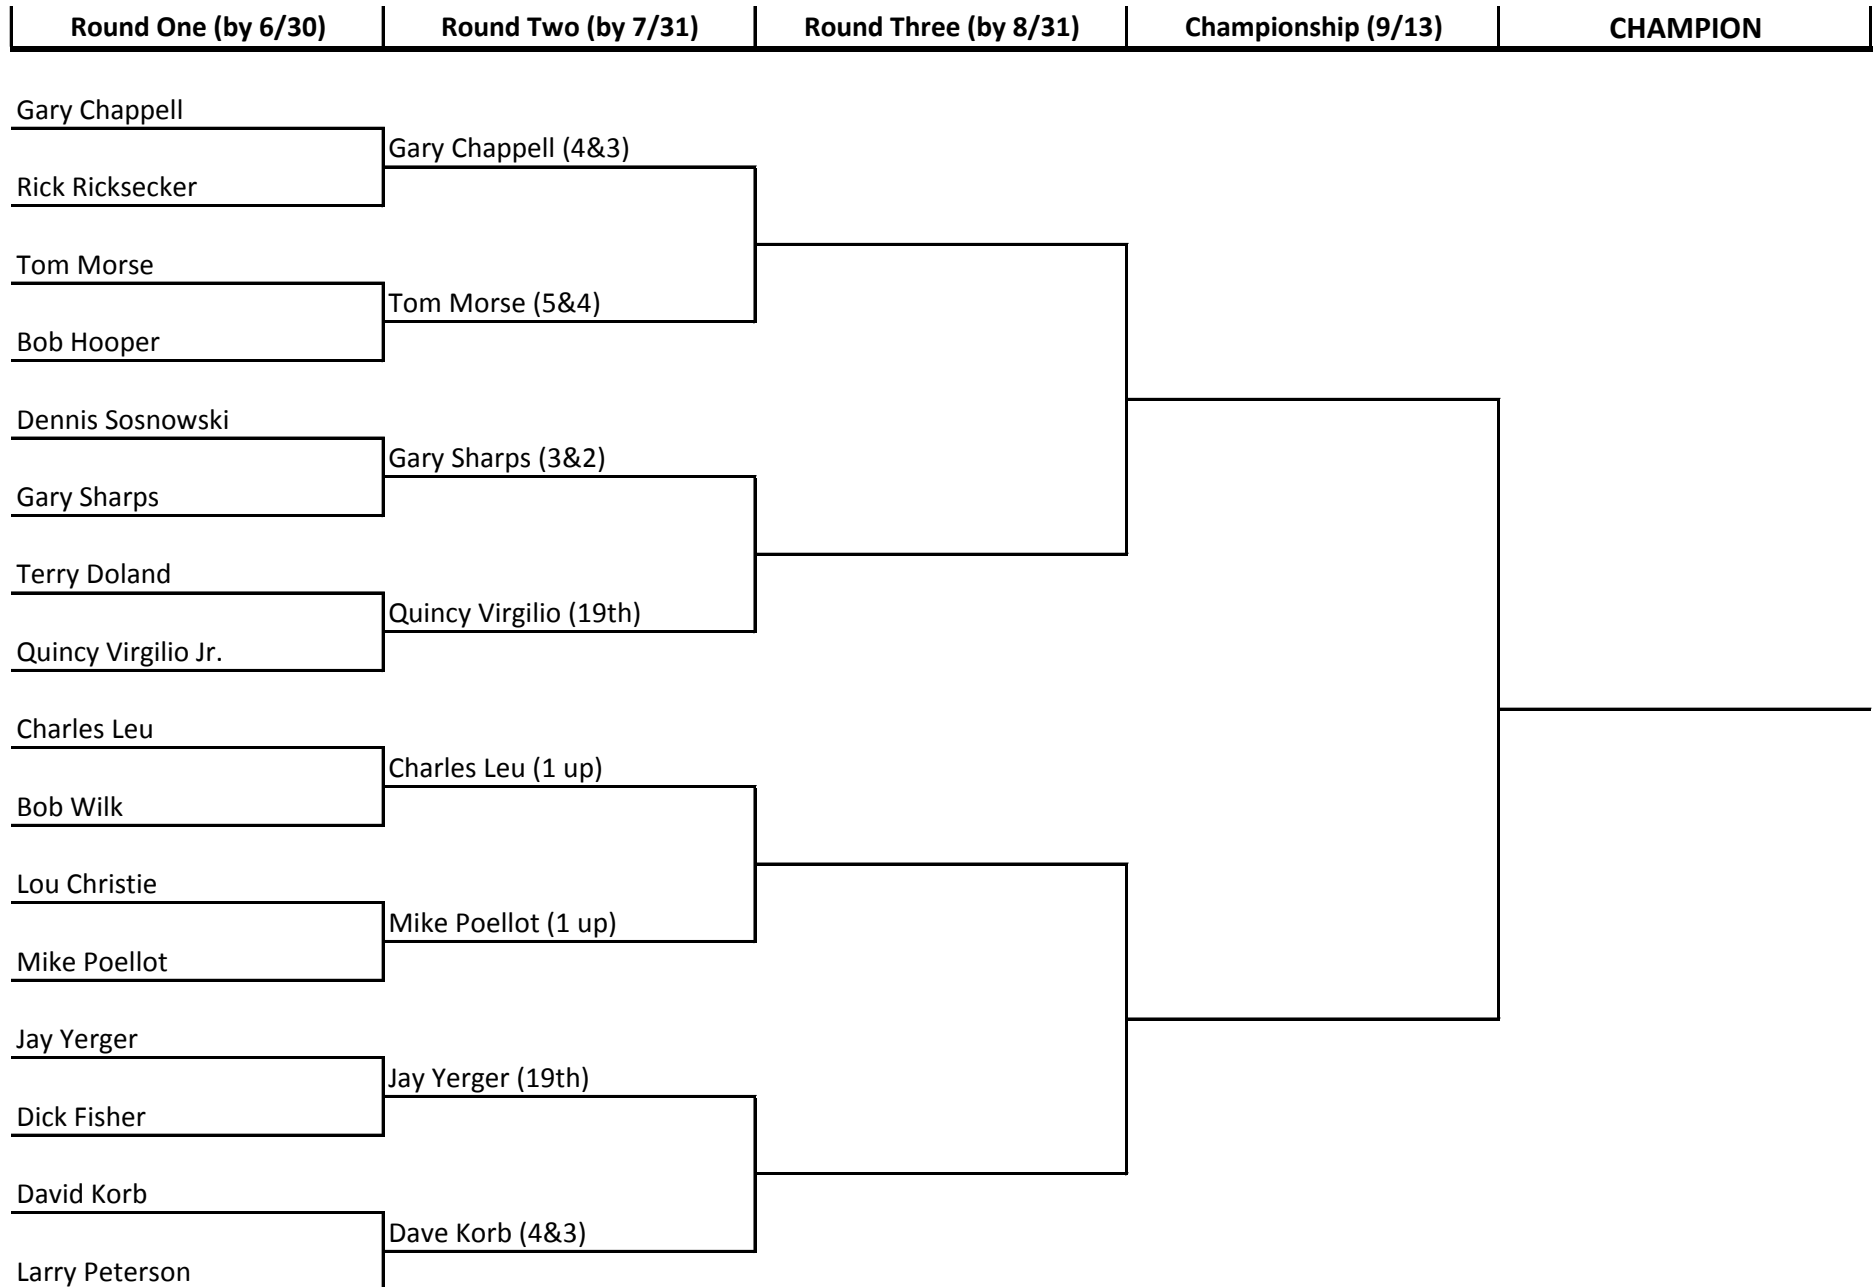 Round One (by 6/30) Round Two (by 7/31) Round Three (by 8/31) Championship (9/13) CHAMPION
Gary Chappell
Gary Chappell (4&3)
Rick Ricksecker
Tom Morse
Tom Morse (5&4)
Bob Hooper
Dennis Sosnowski
Gary Sharps (3&2)
Gary Sharps
Terry Doland
Quincy Virgilio (19th)
Quincy Virgilio Jr.
Charles Leu
Charles Leu (1 up)
Bob Wilk
Lou Christie
Mike Poellot (1 up)
Mike Poellot
Jay Yerger
Jay Yerger (19th)
Dick Fisher
David Korb
Dave Korb (4&3)
Larry Peterson